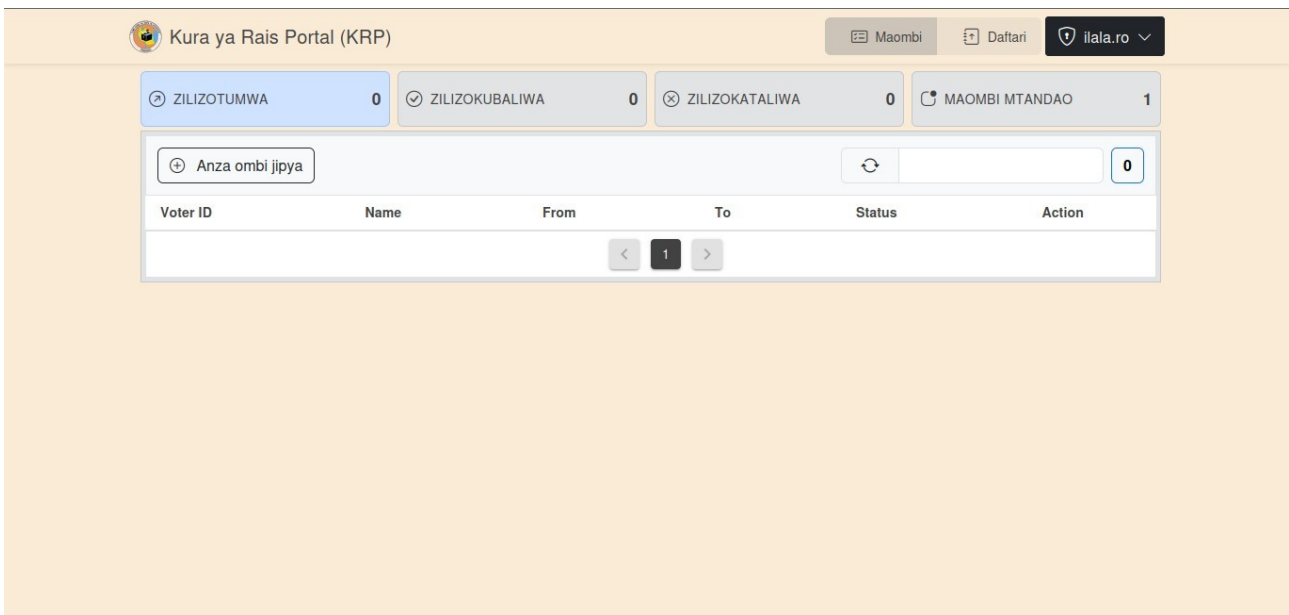 Kura ya Rais Portal (KRP) Maombi Daftari ilala.ro
ZILIZOTUMWA 0 ZILIZOKUBALIWA 0 ZILIZOKATALIWA 0 MAOMBI MTANDAO 1
Anza ombi jipya 0
Voter ID Name From To Status Action
< 1 >